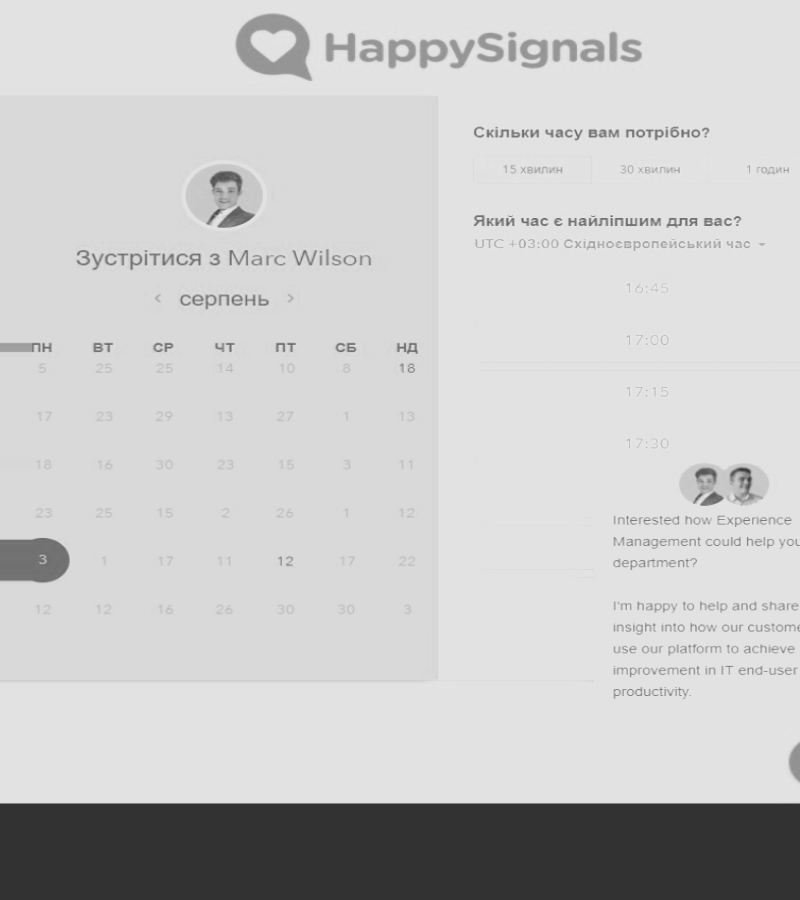 HappySignals
Зустрітися з Marc Wilson
серпень
ПН ВТ СР ЧТ ПТ СБ НД
5 25 25 14 10 8 18
17 23 29 13 27 1 13
18 16 30 23 15 3 11
23 25 15 2 26 1 12
3 1 17 11 12 17 22
12 12 16 26 30 30 3
Скільки часу вам потрібно?
15 хвилин 30 хвилин 1 годин
Який час є найліпшим для вас?
UTC +03:00 Східноєвропейський час
16:45
17:00
17:15
17:30
Interested how Experience
Management could help you
department?
I'm happy to help and share
insight into how our custome
use our platform to achieve
improvement in IT end-user
productivity.